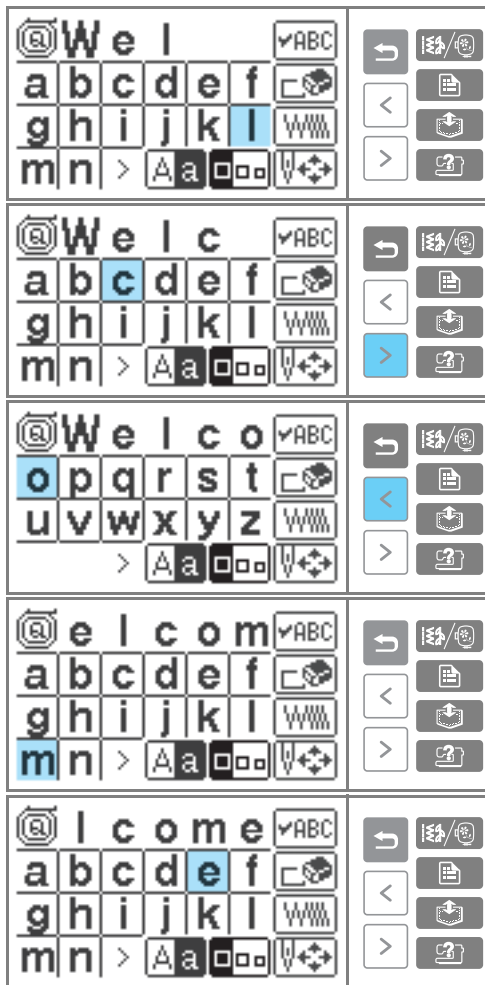 W e l ✓ABC
a b c d e f
g h i j k l
m n > A a
<
>
W e l c ✓ABC
a b c d e f
g h i j k l
m n > A a
<
>
W e l c o ✓ABC
o p q r s t
u v w x y z
> A a
<
>
e l c o m ✓ABC
a b c d e f
g h i j k l
m n > A a
<
>
l c o m e ✓ABC
a b c d e f
g h i j k l
m n > A a
<
>